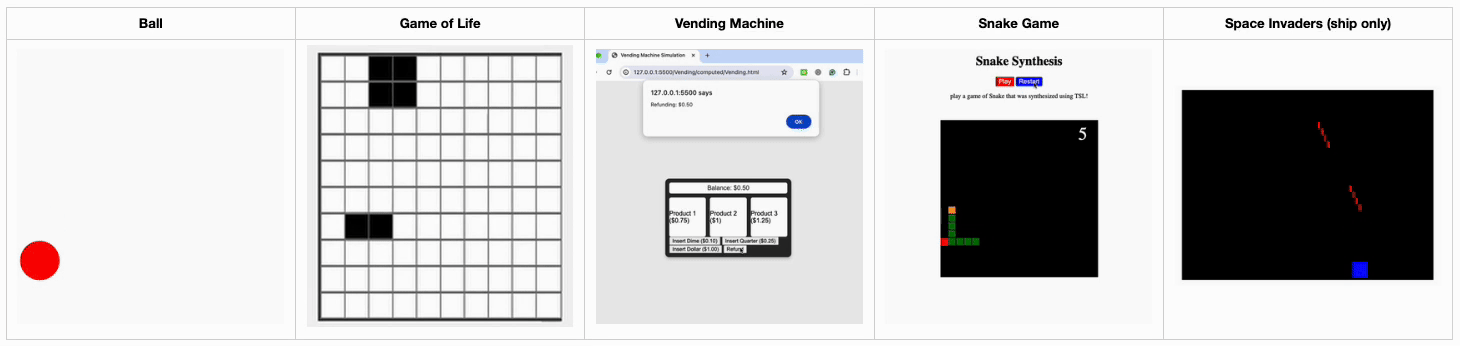 Ball
Game of Life
Vending Machine
Snake Game
Space Invaders (ship only)
Vending Machine Simulation
127.0.0.1:5500/Vending/computed/Vending.html
127.0.0.1:5500 says
Refunding: $0.50
OK
Balance: $0.50
Product 1
($0.75)
Product 2
($1)
Product 3
($1.25)
Insert Dime ($0.10)
Insert Quarter ($0.25)
Insert Dollar ($1.00)
Refund
Snake Synthesis
Play
Restart
play a game of Snake that was synthesized using TSL!
5